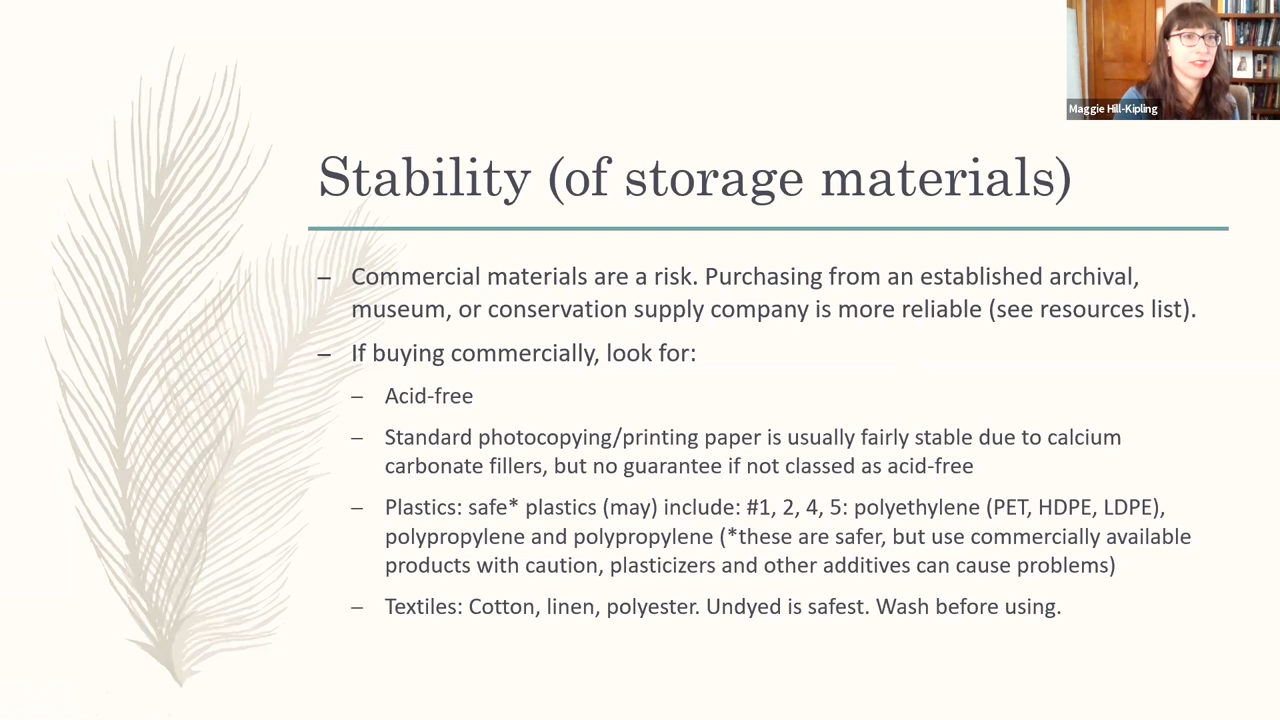 Maggie Hill-Kipling
Stability (of storage materials)
– Commercial materials are a risk. Purchasing from an established archival,
museum, or conservation supply company is more reliable (see resources list).
– If buying commercially, look for:
– Acid-free
– Standard photocopying/printing paper is usually fairly stable due to calcium
carbonate fillers, but no guarantee if not classed as acid-free
– Plastics: safe* plastics (may) include: #1, 2, 4, 5: polyethylene (PET, HDPE, LDPE),
polypropylene and polypropylene (*these are safer, but use commercially available
products with caution, plasticizers and other additives can cause problems)
– Textiles: Cotton, linen, polyester. Undyed is safest. Wash before using.